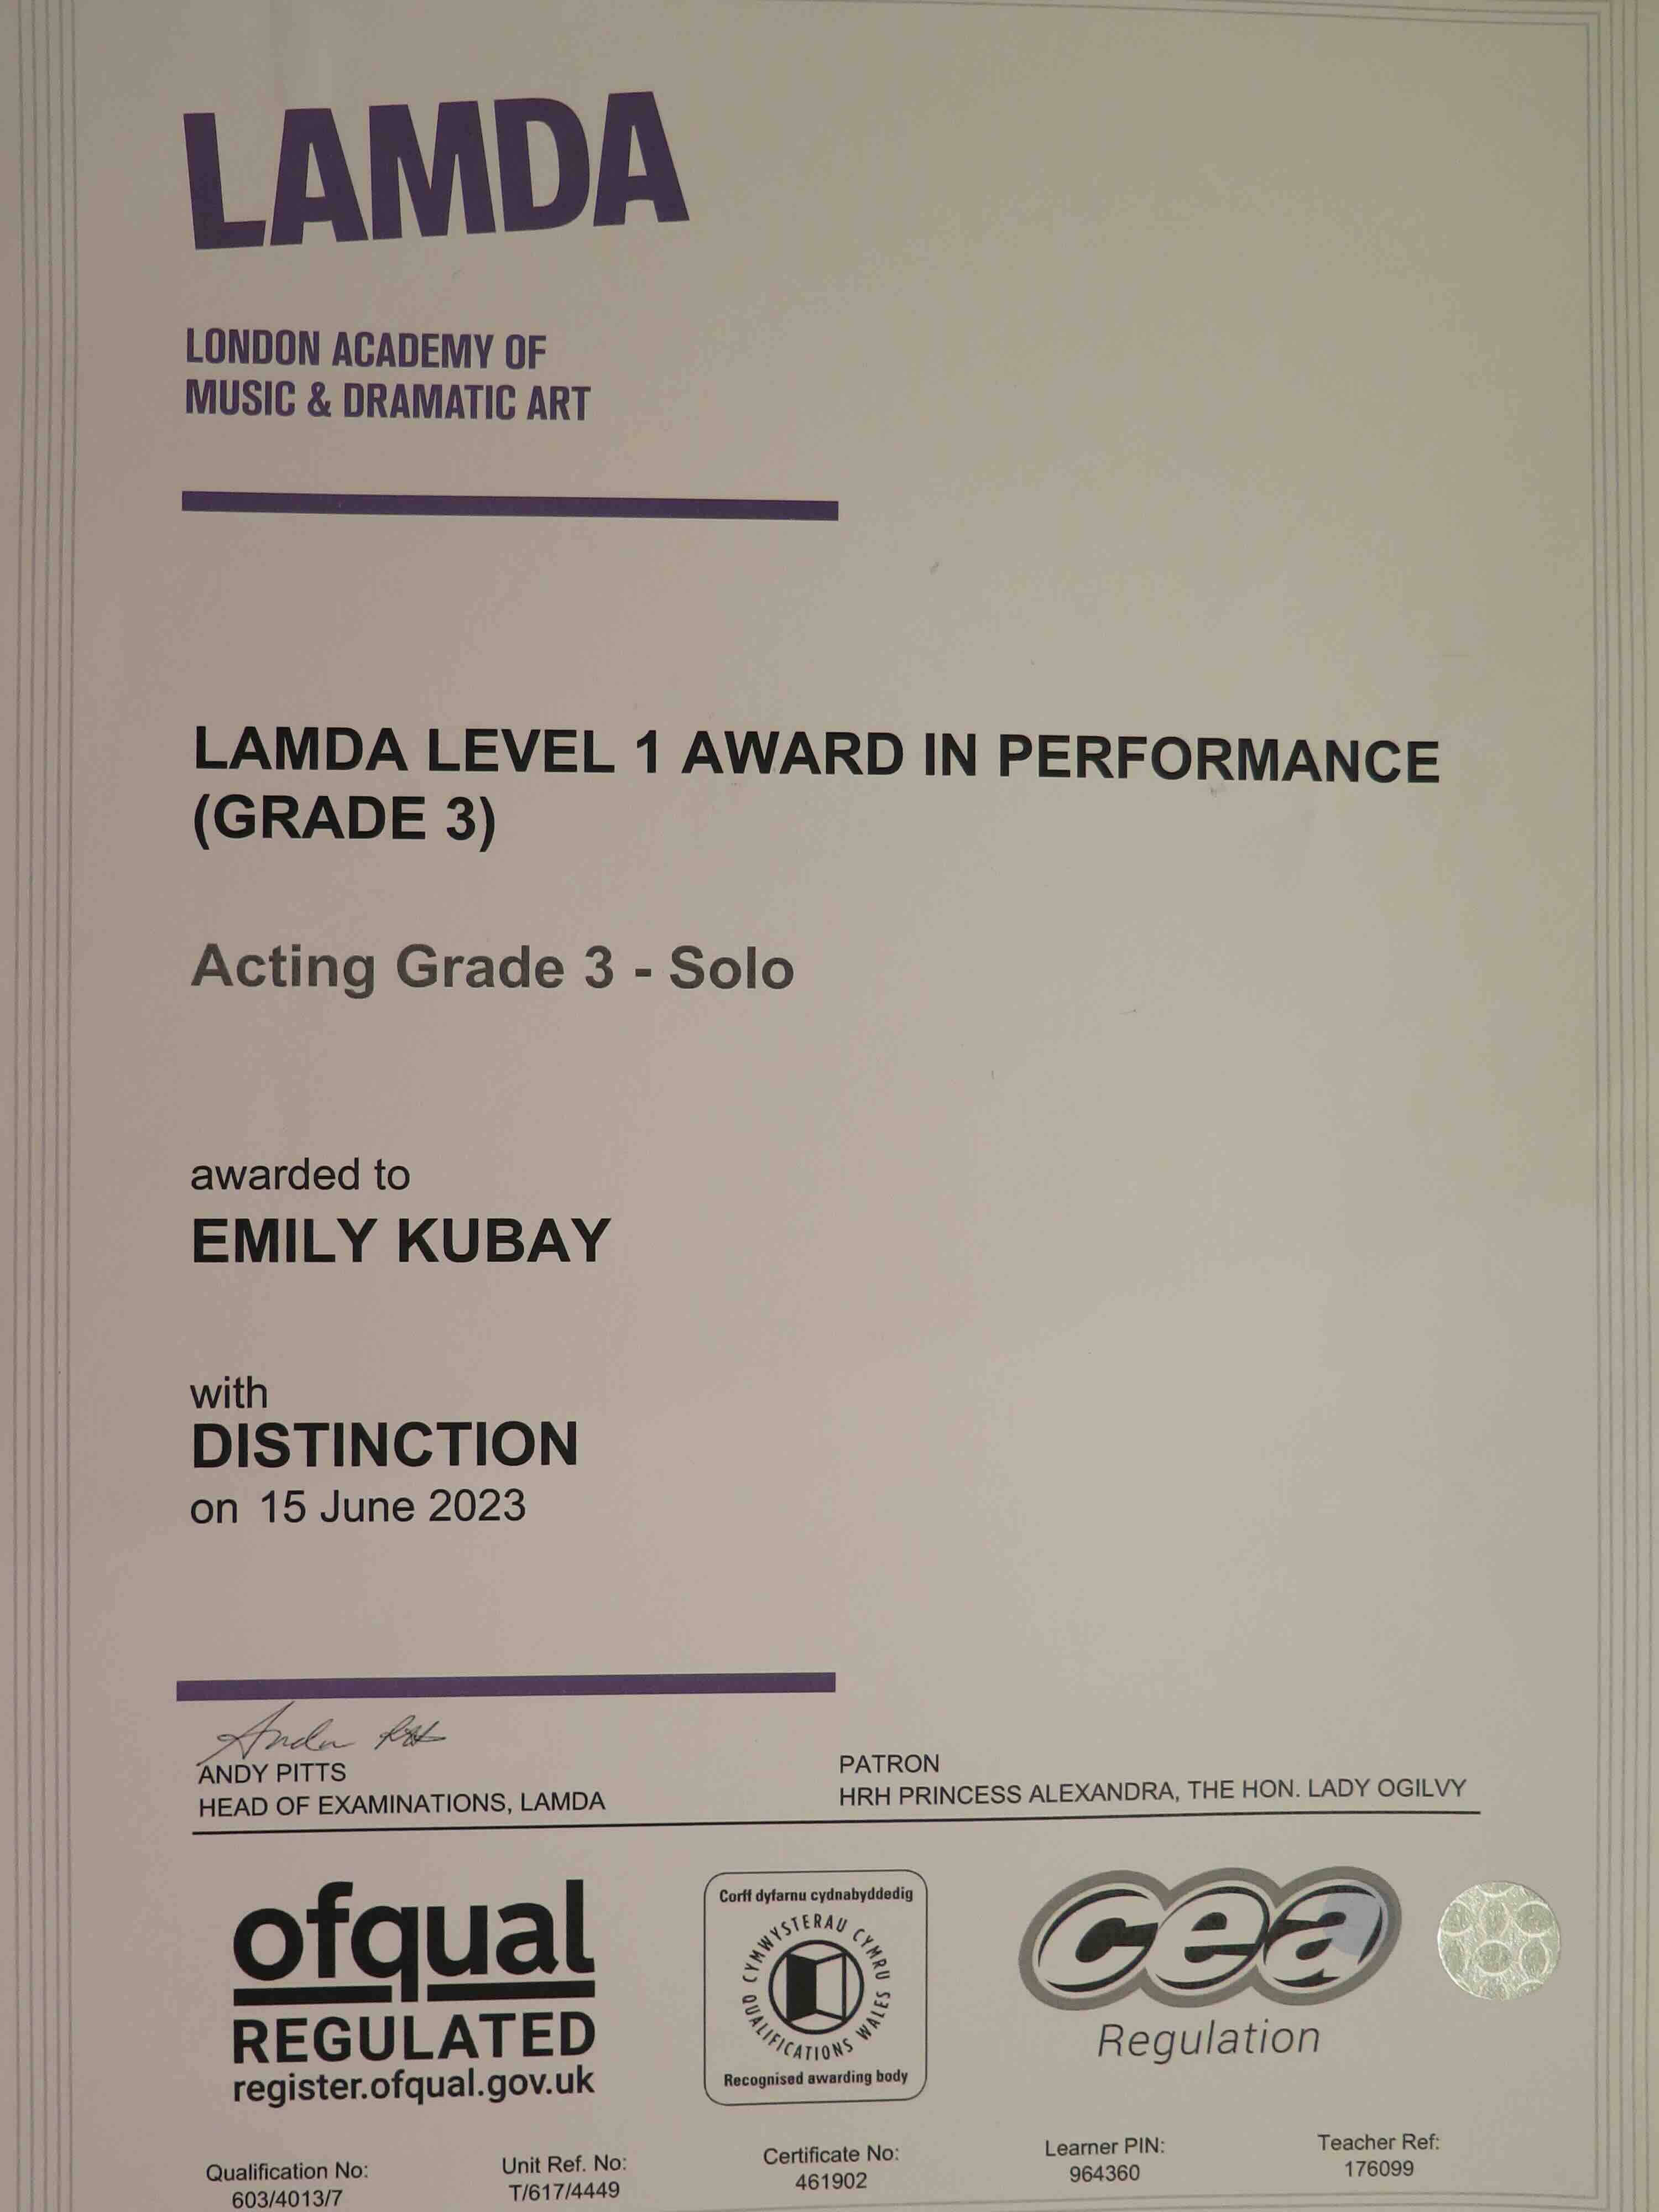 LAMDA
LONDON ACADEMY OF
MUSIC & DRAMATIC ART
LAMDA LEVEL 1 AWARD IN PERFORMANCE
(GRADE 3)
Acting Grade 3 - Solo
awarded to
EMILY KUBAY
with
DISTINCTION
on 15 June 2023
ANDY PITTS
HEAD OF EXAMINATIONS, LAMDA
PATRON
HRH PRINCESS ALEXANDRA, THE HON. LADY OGILVY
ofqual
REGULATED
register.ofqual.gov.uk
Corff dyfarnu cydnabyddedig
CYMWYSTERAU CYMRU
QUALIFICATIONS WALES
Recognised awarding body
cea
Regulation
Qualification No:
603/4013/7
Unit Ref. No:
T/617/4449
Certificate No:
461902
Learner PIN:
964360
Teacher Ref:
176099